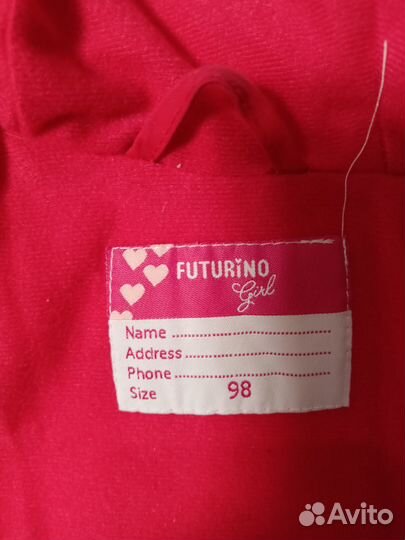 FUTURiNO
Girl
Name
Address
Phone
Size 98
Avito